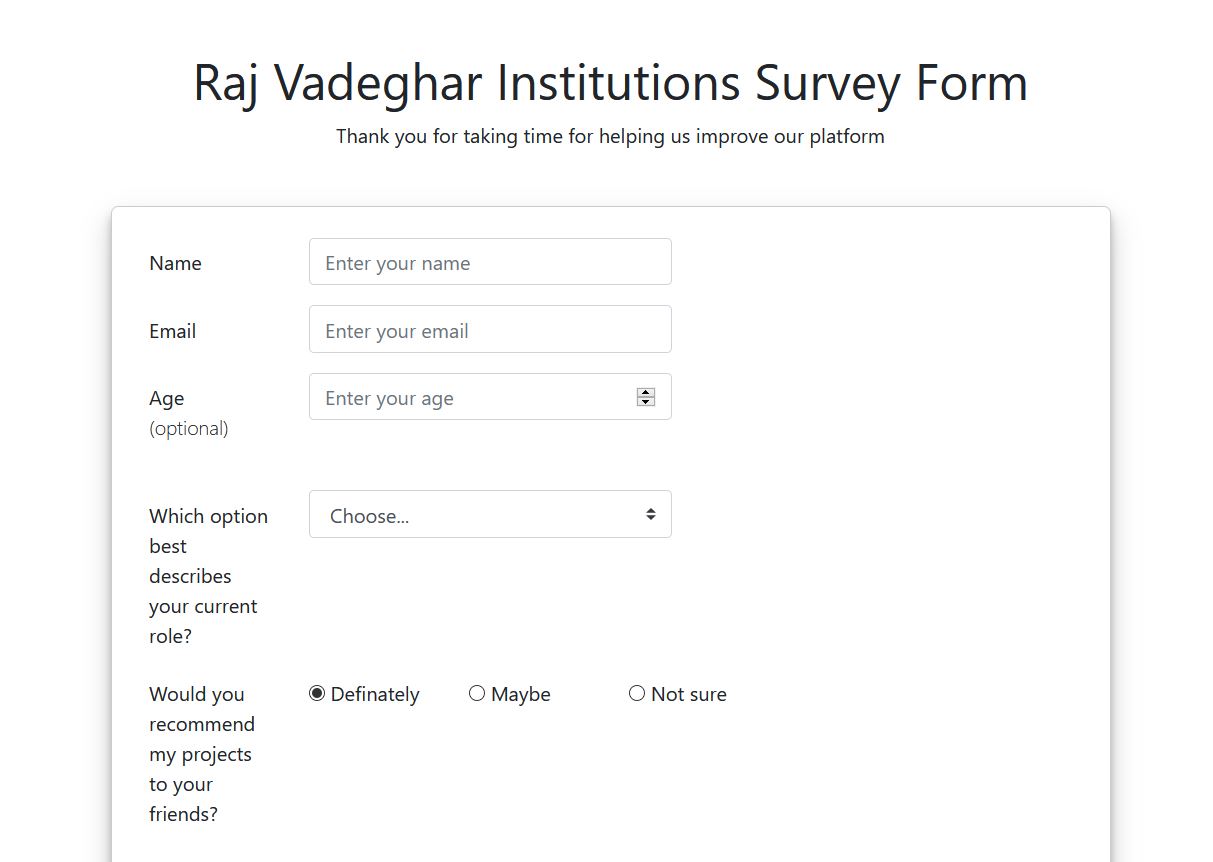 Raj Vadeghar Institutions Survey Form
Thank you for taking time for helping us improve our platform
Name
Enter your name
Email
Enter your email
Age
(optional)
Enter your age
Which option
best
describes
your current
role?
Choose...
Would you
recommend
my projects
to your
friends?
Definately
Maybe
Not sure